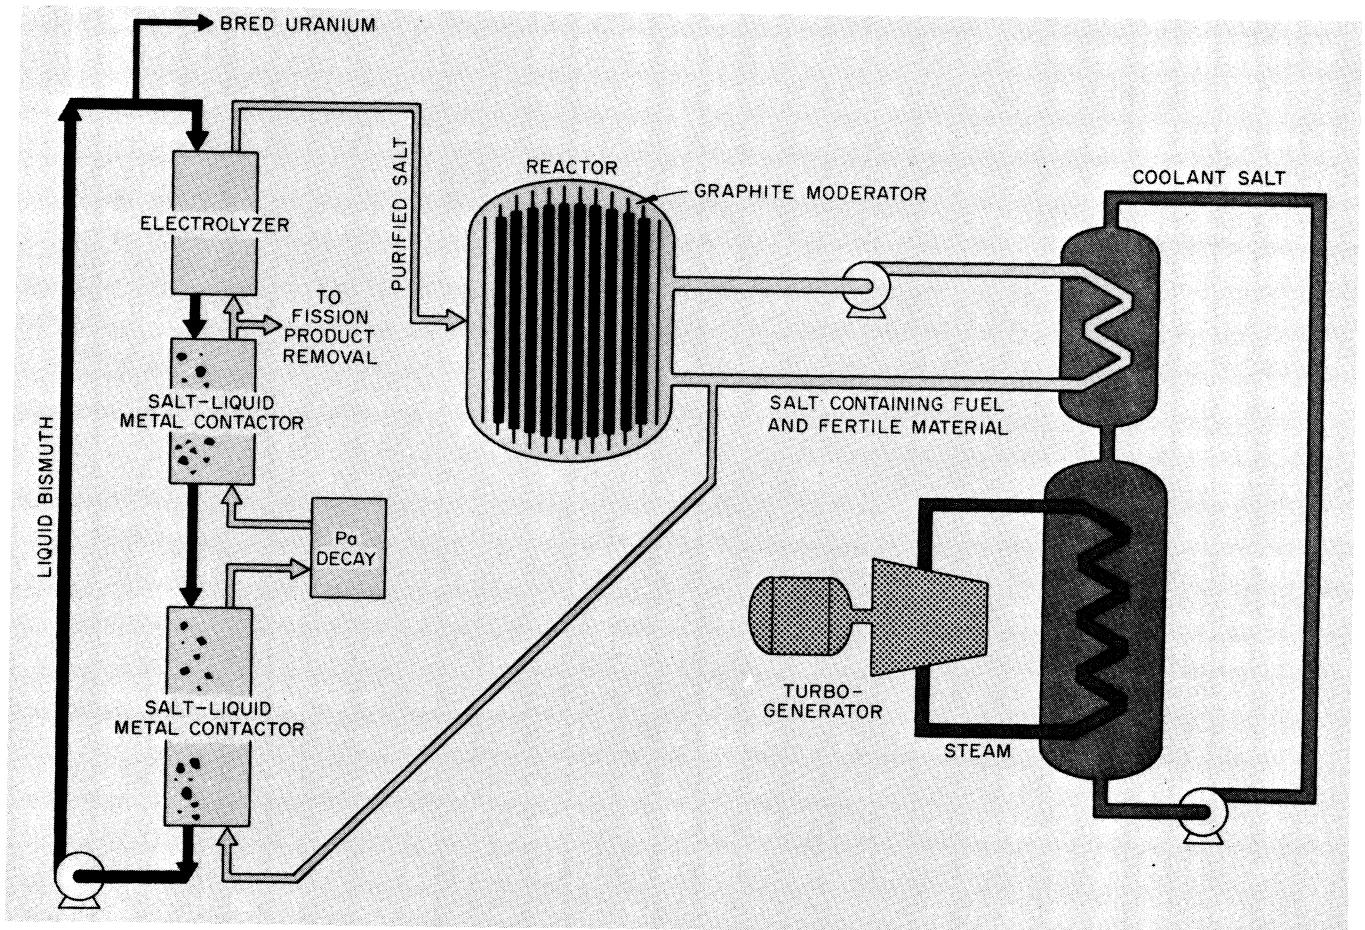 BRED URANIUM
ELECTROLYZER
PURIFIED SALT
REACTOR
GRAPHITE MODERATOR
COOLANT SALT
TO
FISSION
PRODUCT
REMOVAL
SALT-LIQUID
METAL CONTACTOR
SALT CONTAINING FUEL
AND FERTILE MATERIAL
LIQUID BISMUTH
Pa
DECAY
SALT-LIQUID
METAL CONTACTOR
TURBO-
GENERATOR
STEAM